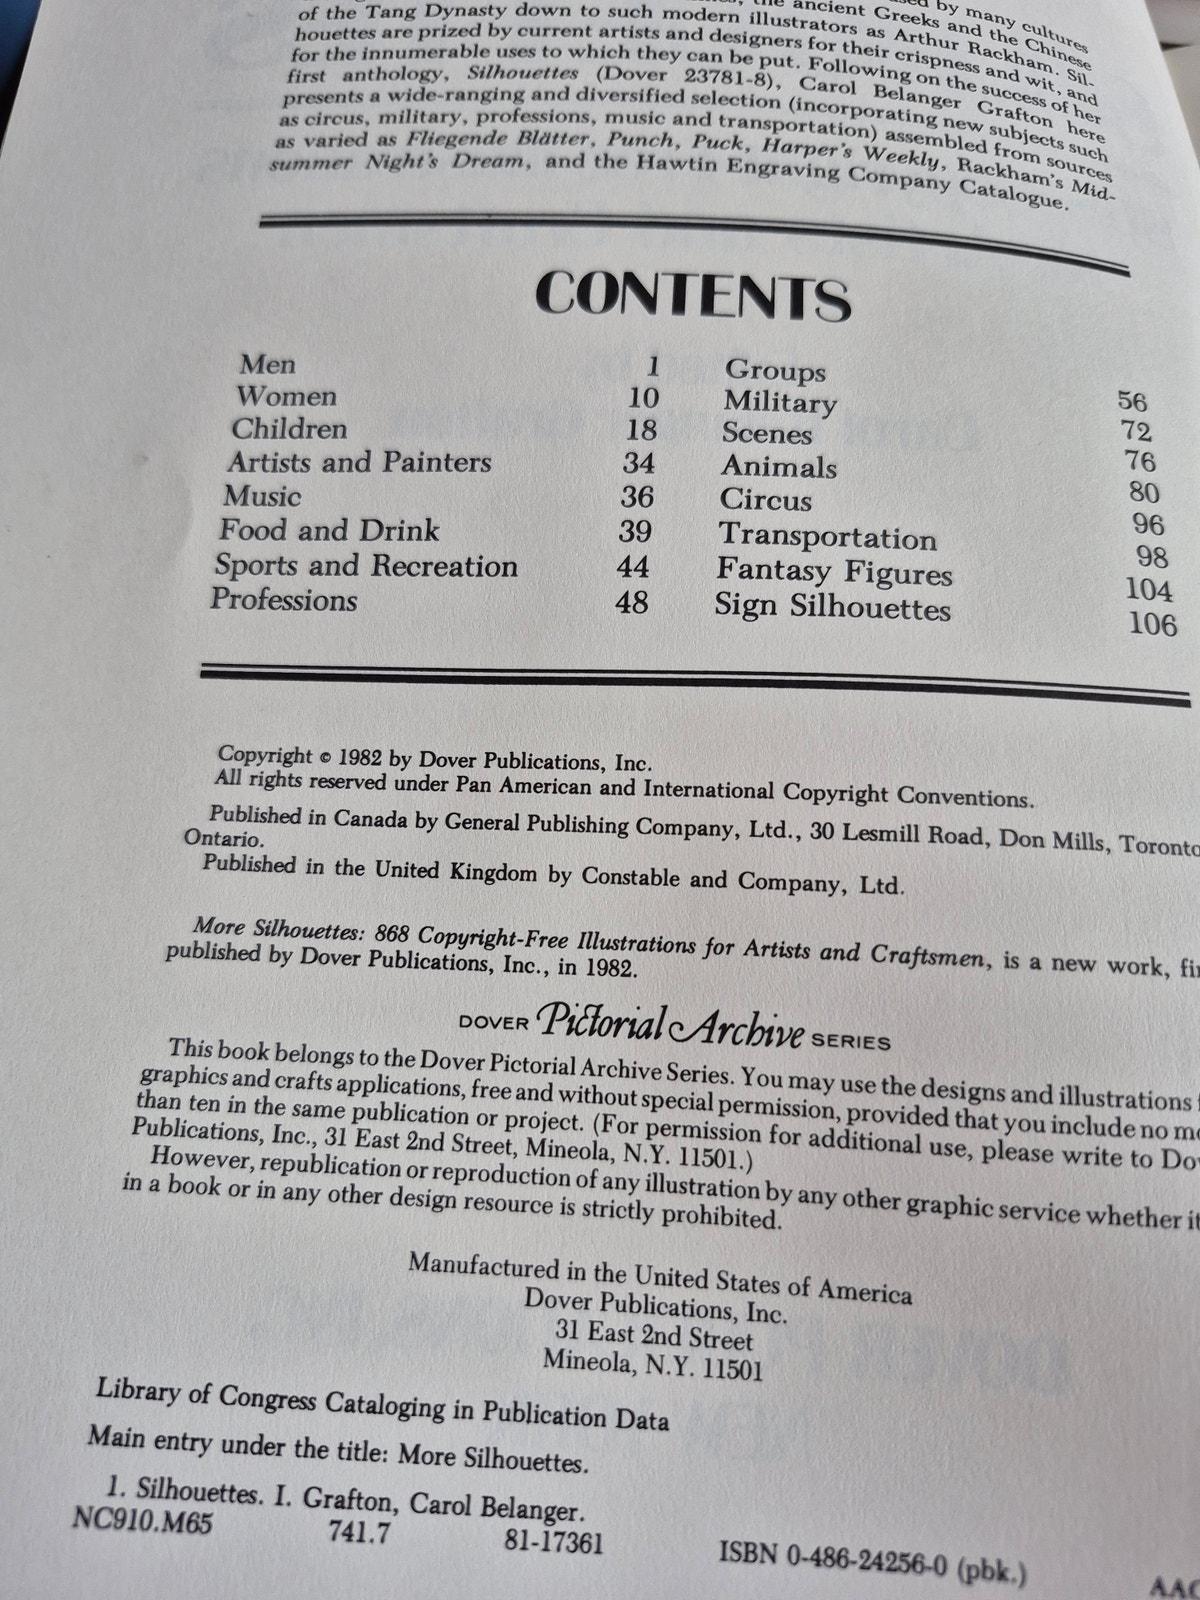 used by many cultures
the ancient Greeks and the Chinese
of the Tang Dynasty down to such modern illustrators as Arthur Rackham. Sil-
houettes are prized by current artists and designers for their crispness and wit, and
for the innumerable uses to which they can be put. Following on the success of her
first anthology, Silhouettes (Dover 23781-8), Carol Belanger Grafton here
presents a wide-ranging and diversified selection (incorporating new subjects such
as circus, military, professions, music and transportation) assembled from sources
as varied as Fliegende Blätter, Punch, Puck, Harper's Weekly, Rackham's Mid-
summer Night's Dream, and the Hawtin Engraving Company Catalogue.
CONTENTS
Men 1
Women 10
Children 18
Artists and Painters 34
Music 36
Food and Drink 39
Sports and Recreation 44
Professions 48
Groups 56
Military 72
Scenes 76
Animals 80
Circus 96
Transportation 98
Fantasy Figures 104
Sign Silhouettes 106
Copyright © 1982 by Dover Publications, Inc.
All rights reserved under Pan American and International Copyright Conventions.
Published in Canada by General Publishing Company, Ltd., 30 Lesmill Road, Don Mills, Toronto
Ontario.
Published in the United Kingdom by Constable and Company, Ltd.
More Silhouettes: 868 Copyright-Free Illustrations for Artists and Craftsmen, is a new work,
published by Dover Publications, Inc., in 1982.
DOVER Pictorial Archive SERIES
This book belongs to the Dover Pictorial Archive Series. You may use the designs and illustrations
graphics and crafts applications, free and without special permission, provided that you include no
than ten in the same publication or project. (For permission for additional use, please write to
Publications, Inc., 31 East 2nd Street, Mineola, N.Y. 11501.)
However, republication or reproduction of any illustration by any other graphic service whether it
in a book or in any other design resource is strictly prohibited.
Manufactured in the United States of America
Dover Publications, Inc.
31 East 2nd Street
Mineola, N.Y. 11501
Library of Congress Cataloging in Publication Data
Main entry under the title: More Silhouettes.
1. Silhouettes. I. Grafton, Carol Belanger.
NC910.M65 741.7 81-17361 ISBN 0-486-24256-0 (pbk.)
AAC